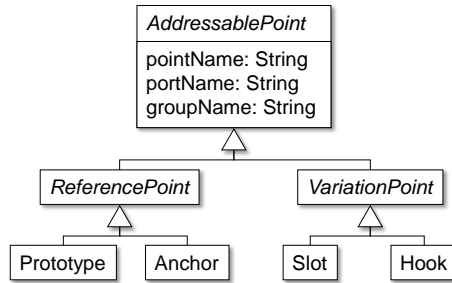 AddressablePoint
pointName: String
portName: String
groupName: String
ReferencePoint
VariationPoint
Prototype
Anchor
Slot
Hook